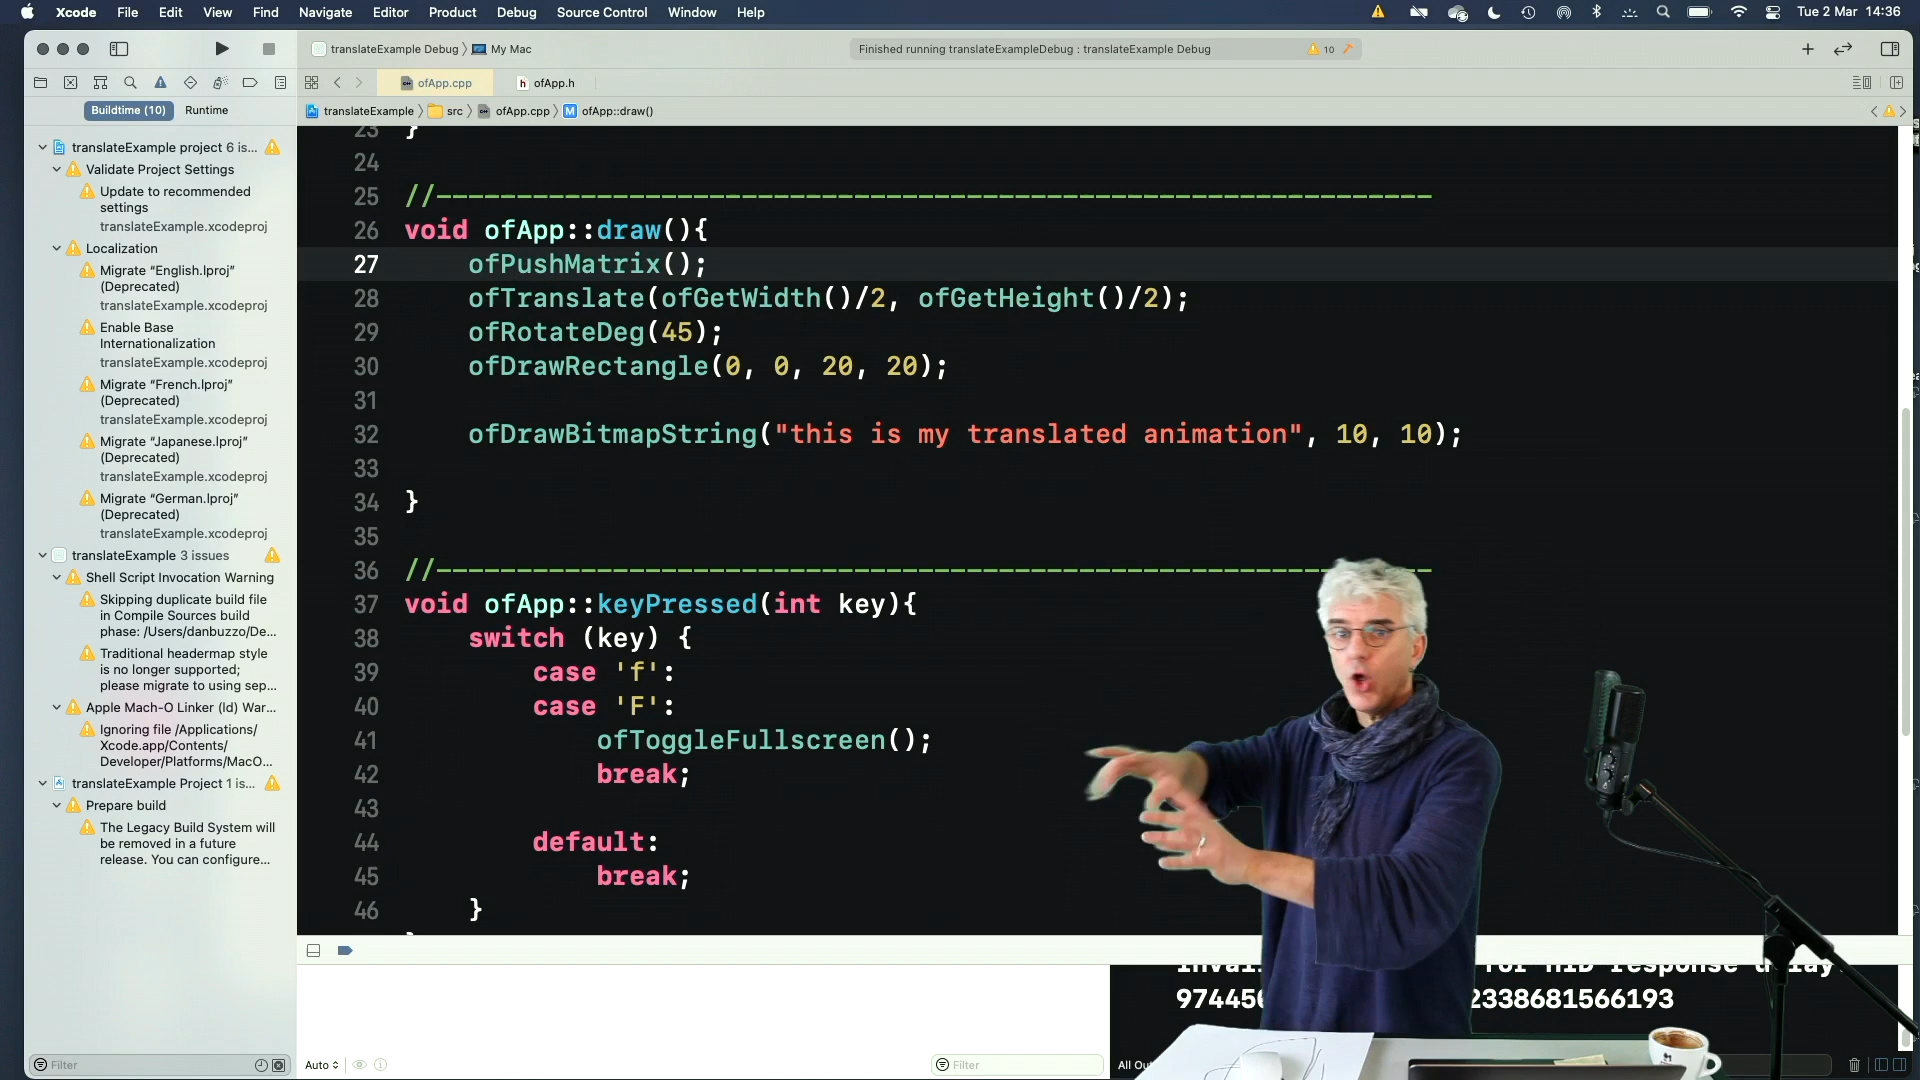 Xcode File Edit View Find Navigate Editor Product Debug Source Control Window Help
Tue 2 Mar 14:36
translateExample Debug 〉 My Mac
Finished running translateExampleDebug : translateExample Debug
10
ofApp.cpp
ofApp.h
Buildtime (10) Runtime
translateExample 〉 src 〉 ofApp.cpp 〉 M ofApp::draw()
translateExample project 6 is...
Validate Project Settings
Update to recommended
settings
translateExample.xcodeproj
Localization
Migrate “English.lproj”
(Deprecated)
translateExample.xcodeproj
Enable Base
Internationalization
translateExample.xcodeproj
Migrate “French.lproj”
(Deprecated)
translateExample.xcodeproj
Migrate “Japanese.lproj”
(Deprecated)
translateExample.xcodeproj
Migrate “German.lproj”
(Deprecated)
translateExample.xcodeproj
translateExample 3 issues
Shell Script Invocation Warning
Skipping duplicate build file
in Compile Sources build
phase: /Users/danbuzzo/De...
Traditional headermap style
is no longer supported;
please migrate to using sep...
Apple Mach-O Linker (ld) War...
Ignoring file /Applications/
Xcode.app/Contents/
Developer/Platforms/MacO...
translateExample Project 1 is...
Prepare build
The Legacy Build System will
be removed in a future
release. You can configure...
Filter
23 }
24
25 //--------------------------------------------------------------
26 void ofApp::draw(){
27 ofPushMatrix();
28 ofTranslate(ofGetWidth()/2, ofGetHeight()/2);
29 ofRotateDeg(45);
30 ofDrawRectangle(0, 0, 20, 20);
31
32 ofDrawBitmapString("this is my translated animation", 10, 10);
33
34 }
35
36 //--------------------------------------------------------------
37 void ofApp::keyPressed(int key){
38 switch (key) {
39 case 'f':
40 case 'F':
41 ofToggleFullscreen();
42 break;
43
44 default:
45 break;
46 }
for HID response delay
2338681566193
Auto
Filter
All